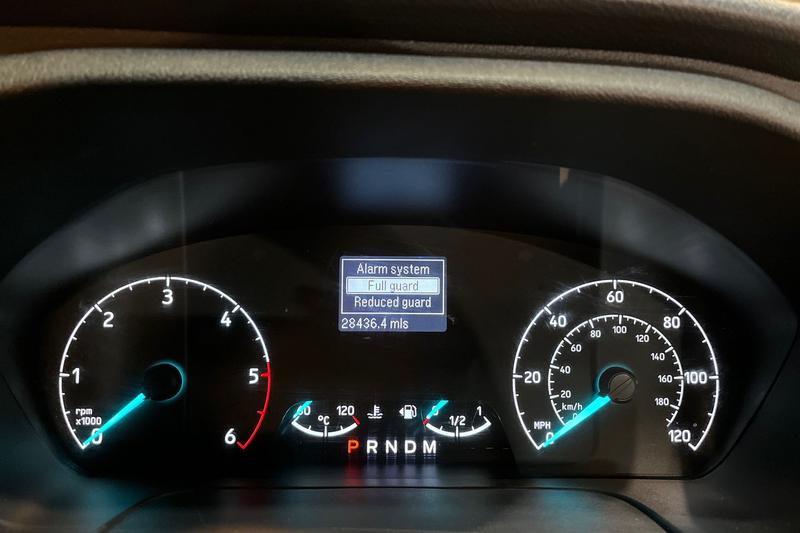 Alarm system
Full guard
Reduced guard
28436.4 mls
0
1
2
3
4
5
6
rpm
x1000
60 120
°C
0 1/2 1
P R N D M
0
20
40
60
80
100
120
MPH
20
40
60
80
100
120
140
160
180
km/h